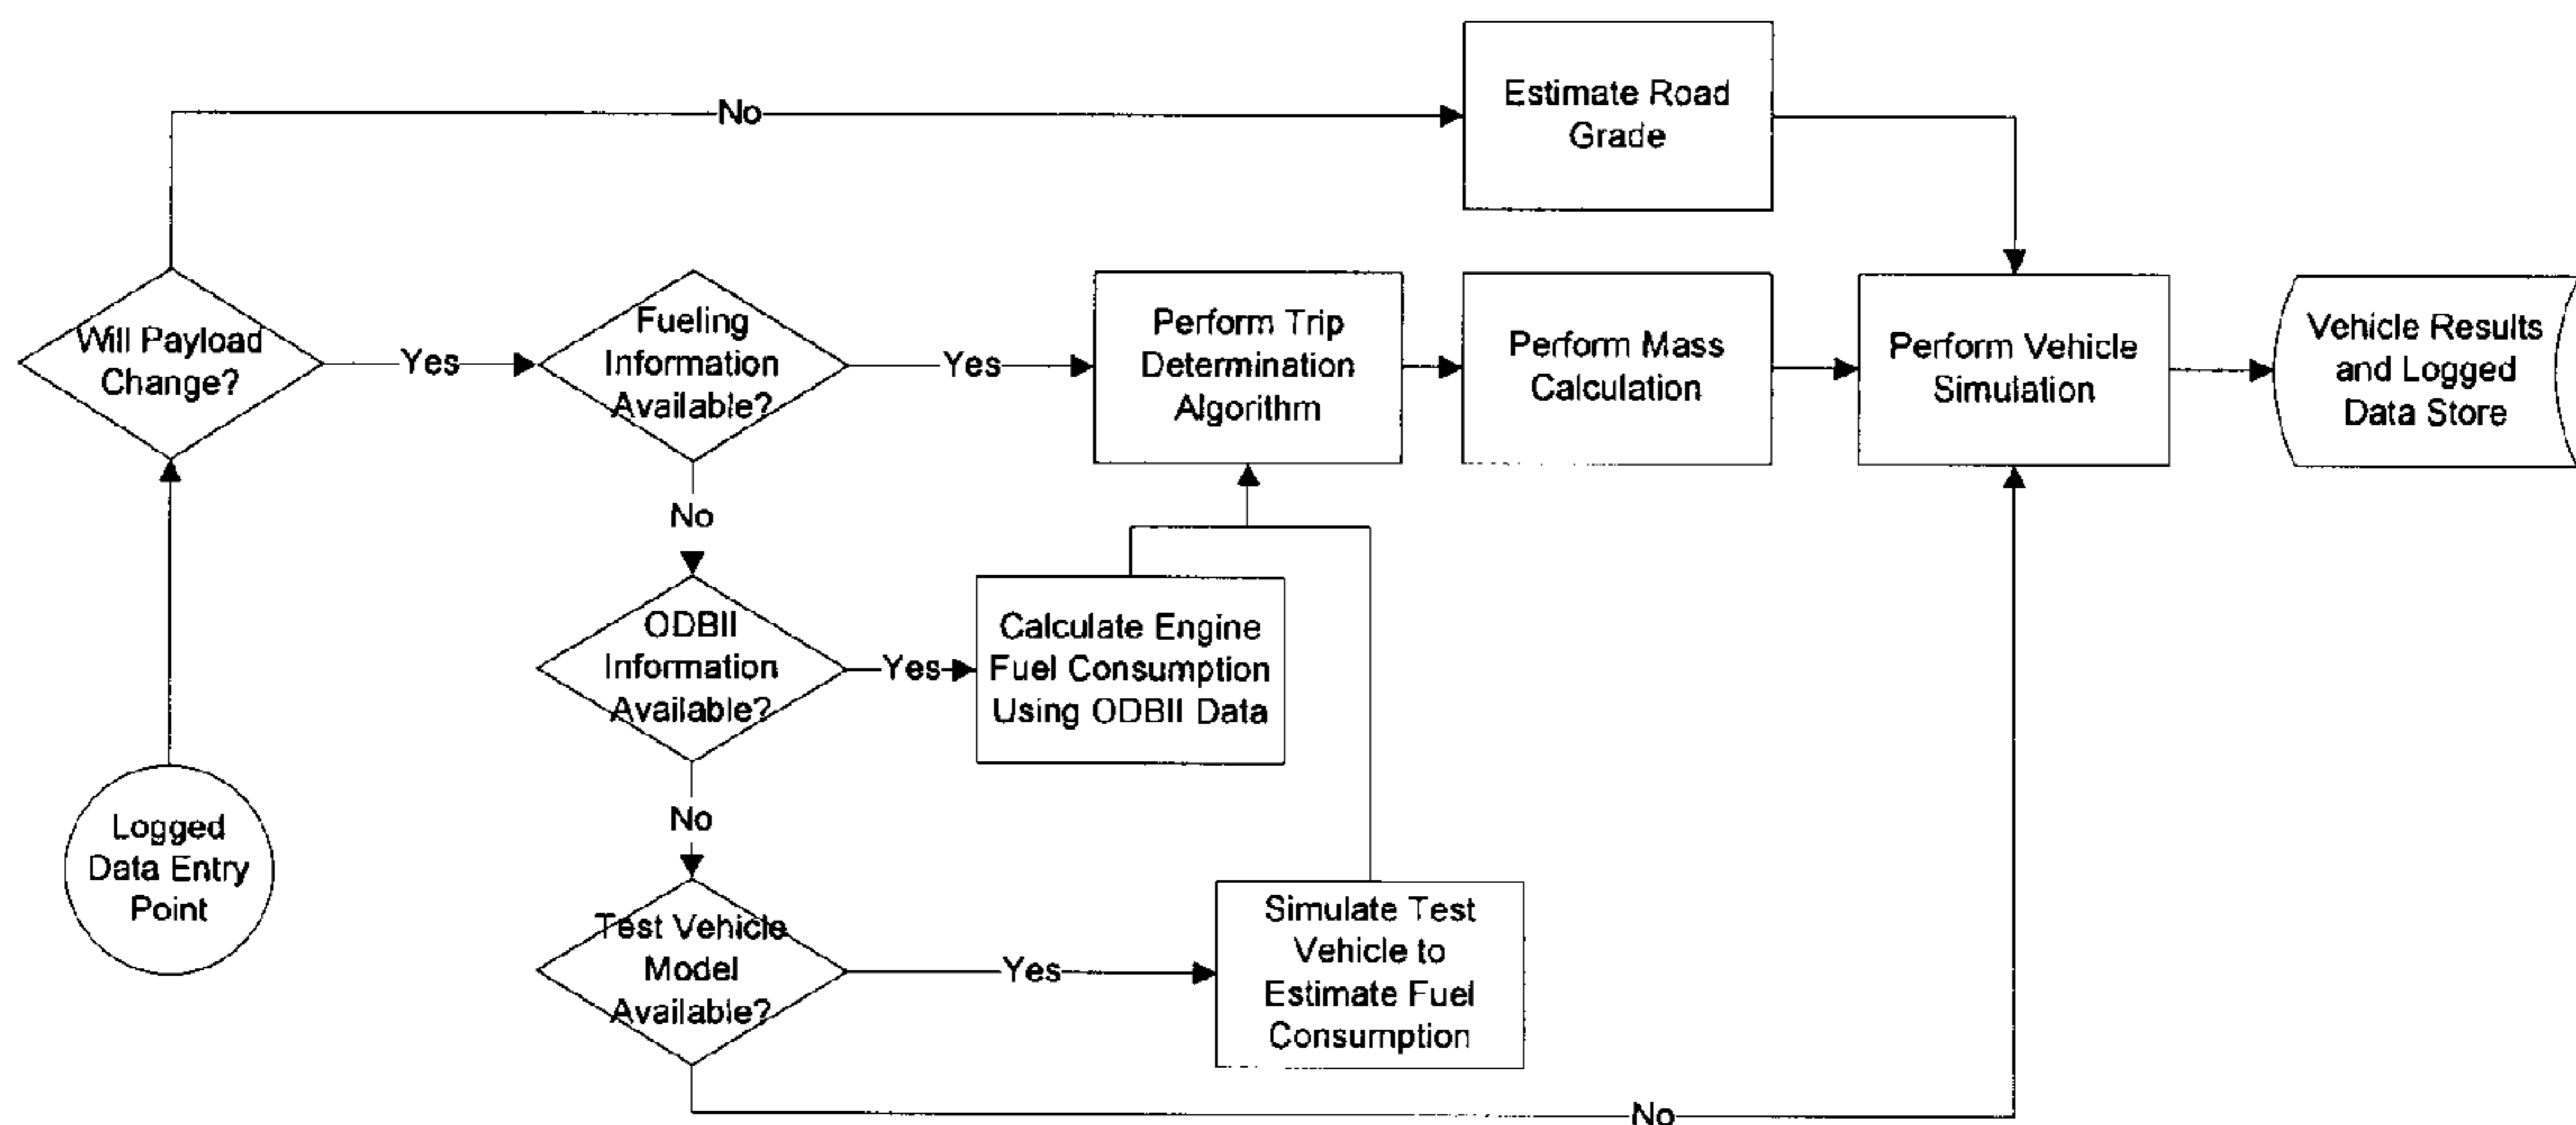 Estimate Road
Grade
No
Will Payload
Change?
Yes
Fueling
Information
Available?
Yes
Perform Trip
Determination
Algorithm
Perform Mass
Calculation
Perform Vehicle
Simulation
Vehicle Results
and Logged
Data Store
No
ODBII
Information
Available?
Yes
Calculate Engine
Fuel Consumption
Using ODBII Data
No
Logged
Data Entry
Point
Test Vehicle
Model
Available?
Yes
Simulate Test
Vehicle to
Estimate Fuel
Consumption
No